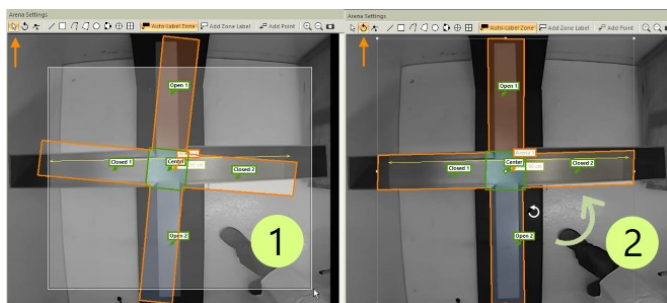 Arena Settings
Auto-Label Zone Add Zone Label Add Point
Open 1
Closed 1 Center
Closed 2
Open 2
1
Arena Settings
Auto-Label Zone Add Zone Label Add Point
Open 1
Center
Closed 1 Closed 2
Open 2
2